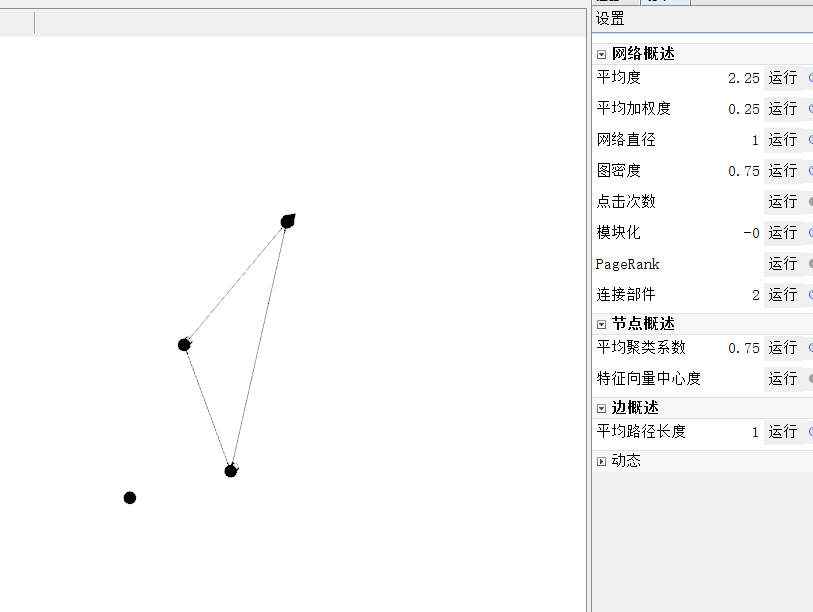 设置
网络概述
平均度 2.25 运行
平均加权度 0.25 运行
网络直径 1 运行
图密度 0.75 运行
点击次数 运行
模块化 -0 运行
PageRank 运行
连接部件 2 运行
节点概述
平均聚类系数 0.75 运行
特征向量中心度 运行
边概述
平均路径长度 1 运行
动态